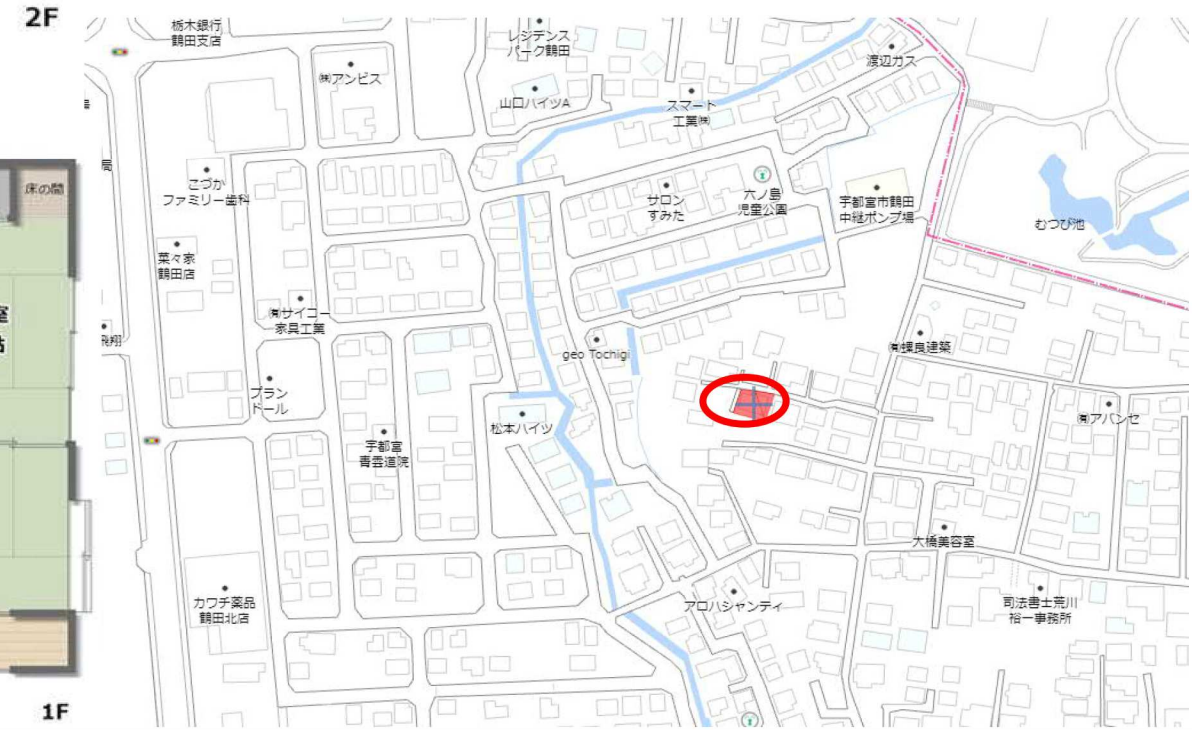 2F
栃木銀行
鶴田支店
レジデンス
パーク鶴田
渡辺ガス
㈱アンビス
山口ハイツA
スマート
工業㈱
床の間
こづか
ファミリー歯科
サロン
すみた
六ノ島
児童公園
宇都宮市鶴田
中継ポンプ場
むつび池
菜々家
鶴田店
㈲サイコー
家具工業
飛翔
geo Tochigi
プラン
ドール
松本ハイツ
宇都宮
青雲道院
㈲アバンセ
大橋美容室
カワチ薬品
鶴田北店
アロハシャンティ
司法書士荒川
裕一事務所
1F